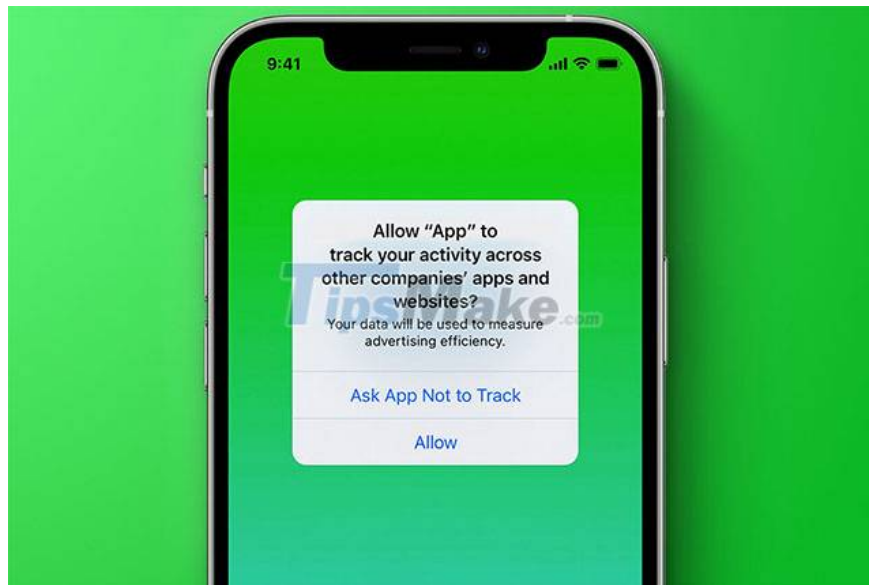 9:41
Allow “App” to
track your activity across
other companies’ apps and
websites?
TipsMake.com
Your data will be used to measure
advertising efficiency.
Ask App Not to Track
Allow